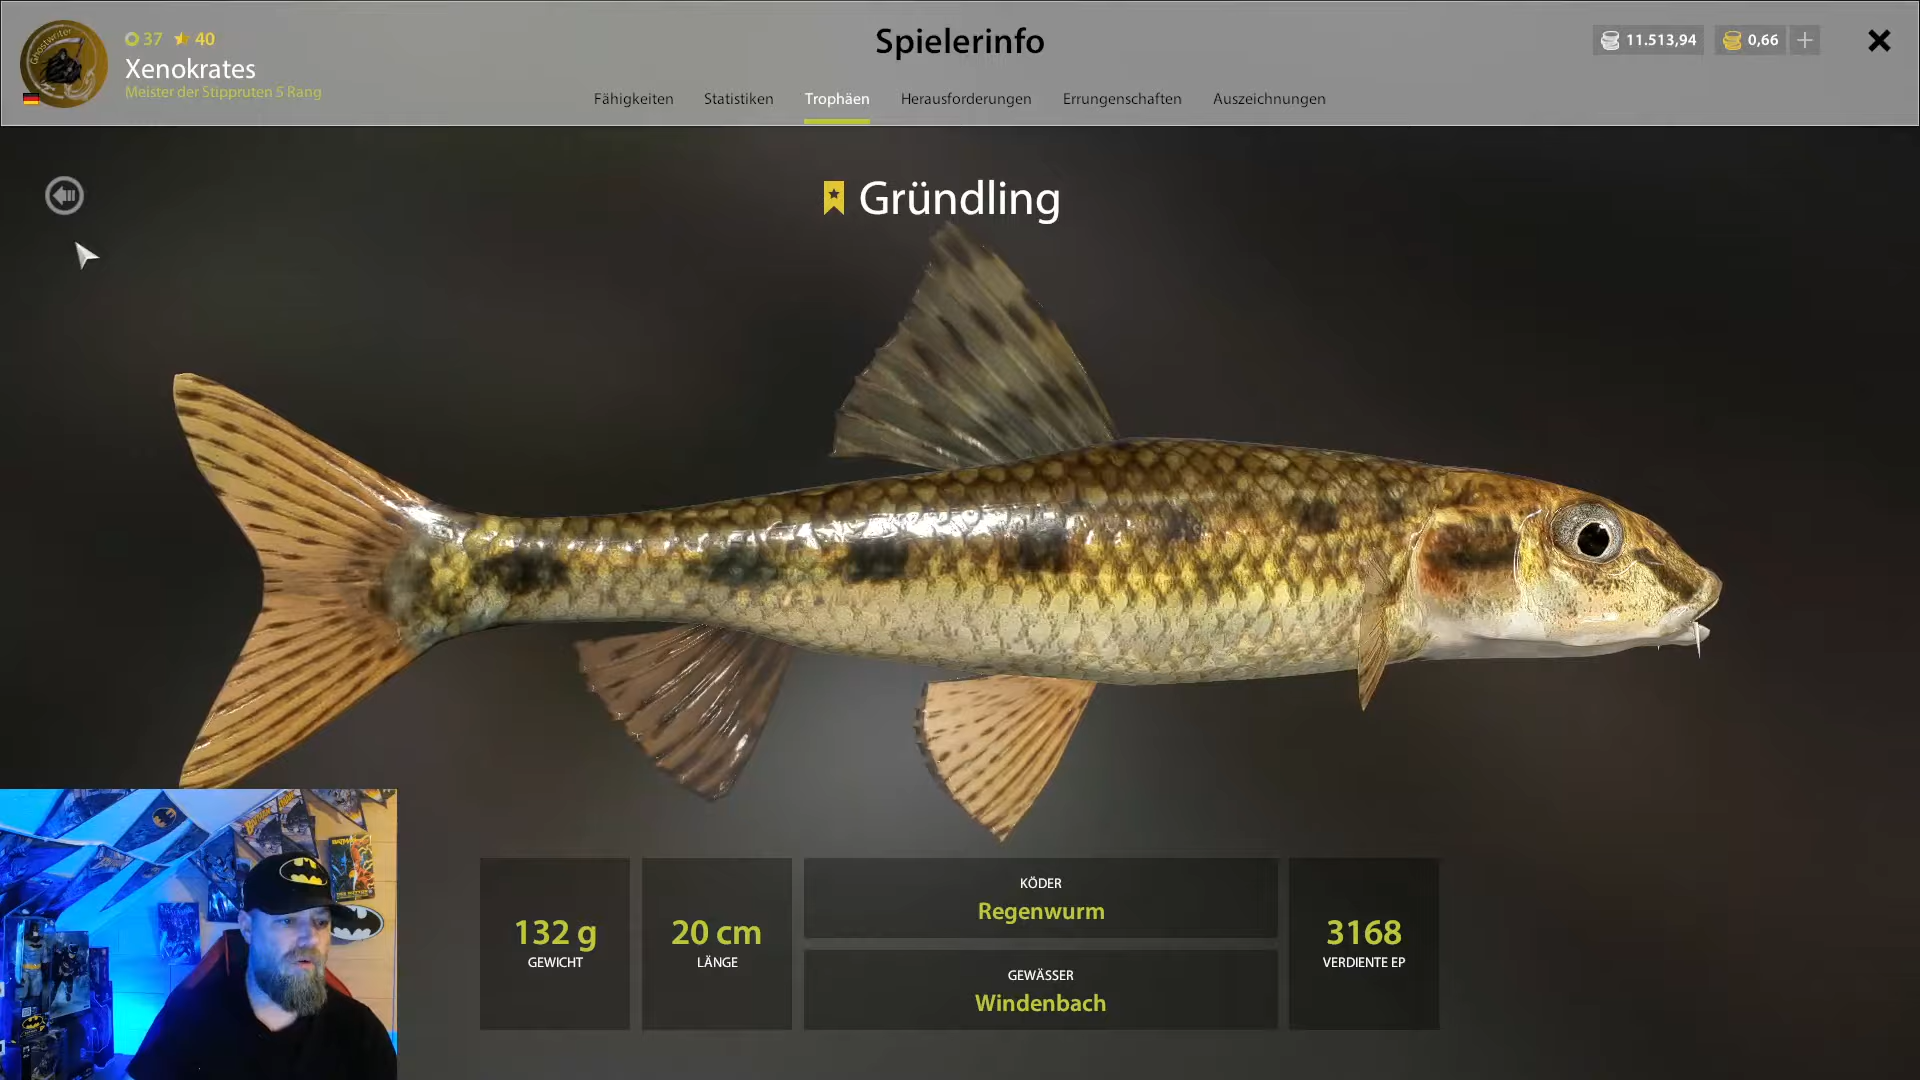 Ghostwriter
37 40
Xenokrates
Meister der Stippruten 5 Rang
Spielerinfo
11.513,94
0,66
Fähigkeiten
Statistiken
Trophäen
Herausforderungen
Errungenschaften
Auszeichnungen
Gründling
132 g
GEWICHT
20 cm
LÄNGE
KÖDER
Regenwurm
GEWÄSSER
Windenbach
3168
VERDIENTE EP